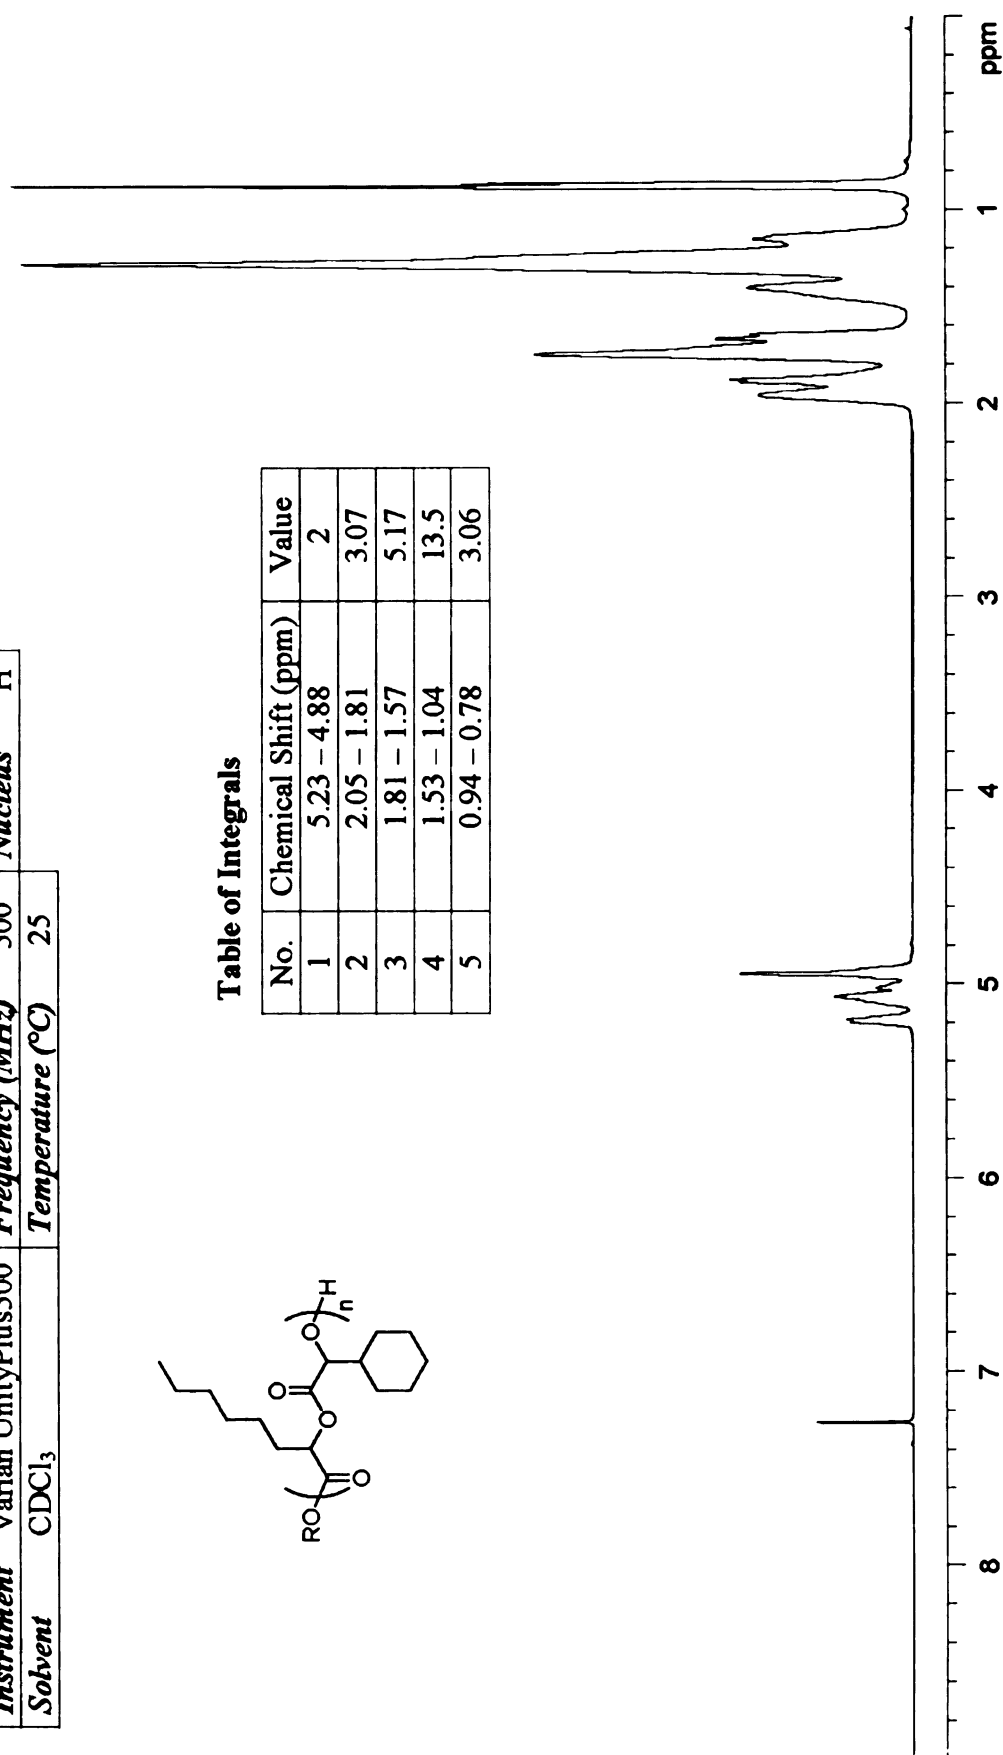 Instrument Varian UnityPlus500 Frequency (MHz) 500 Nucleus H
Solvent CDCl3 Temperature (°C) 25
Table of Integrals
No. Chemical Shift (ppm) Value
1 5.23 – 4.88 2
2 2.05 – 1.81 3.07
3 1.81 – 1.57 5.17
4 1.53 – 1.04 13.5
5 0.94 – 0.78 3.06
RO O O O O H n
8 7 6 5 4 3 2 1 ppm